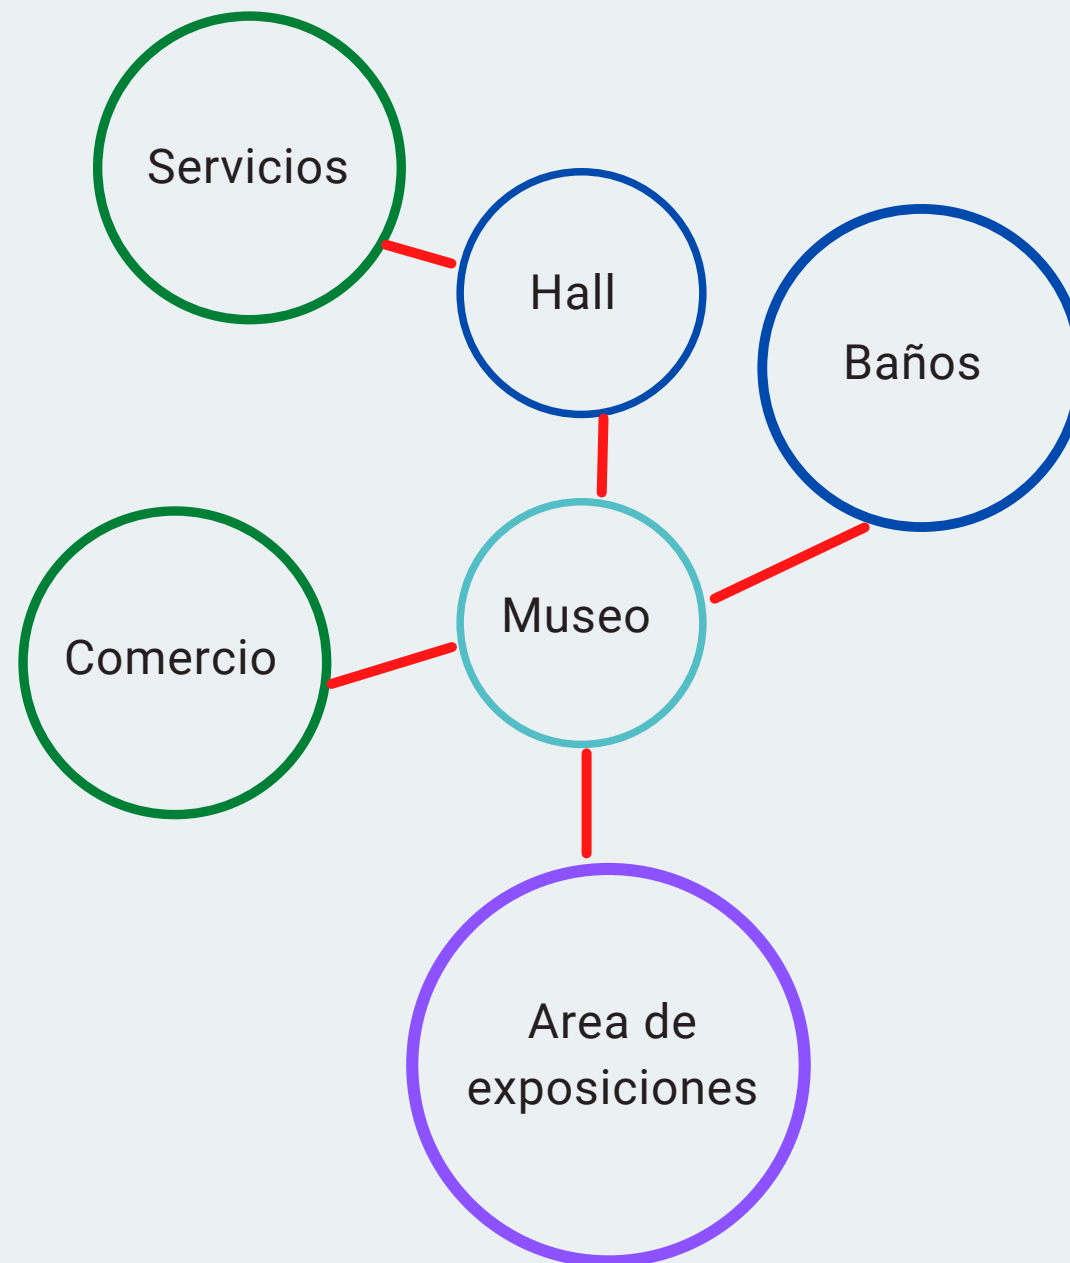 Servicios
Hall
Baños
Museo
Comercio
Area de
exposiciones